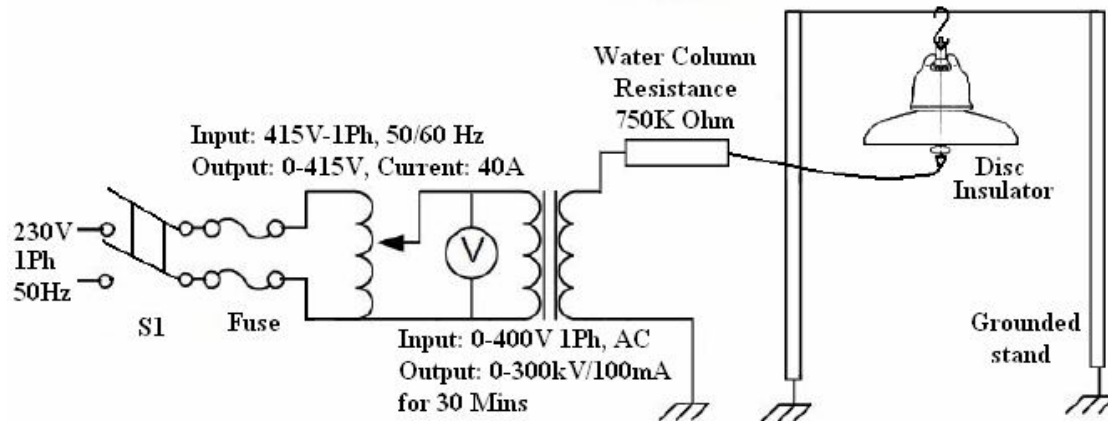 Water Column
Resistance
750K Ohm
Input: 415V-1Ph, 50/60 Hz
Output: 0-415V, Current: 40A
Disc
Insulator
230V
1Ph
50Hz
V
S1
Fuse
Input: 0-400V 1Ph, AC
Output: 0-300kV/100mA
for 30 Mins
Grounded
stand